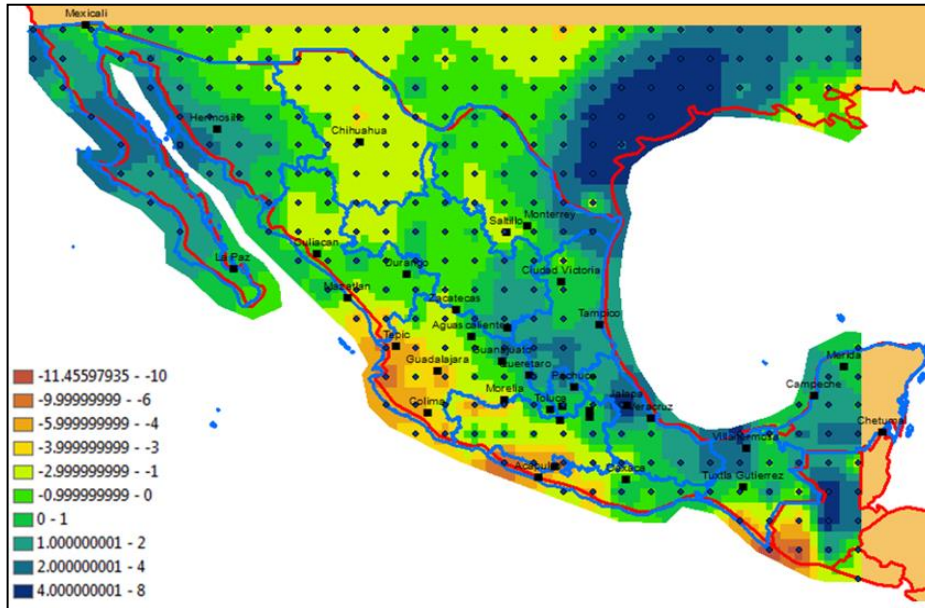 Mexicali
Hermosillo
Chihuahua
Saltillo
Monterrey
Culiacan
La Paz
Durango
Ciudad Victoria
Mazatlan
Zacatecas
Tampico
Aguascaliente
Tepic
Guanajuato
Guadalajara
Queretaro
Pachuca
Merida
Campeche
Morelia
Colima
Toluca
Jalapa
Veracruz
Chetumal
Villahermosa
Acapulco
Oaxaca
Tuxtla Gutierrez
-11.45597935 - -10
-9.999999999 - -6
-5.999999999 - -4
-3.999999999 - -3
-2.999999999 - -1
-0.999999999 - 0
0 - 1
1.000000001 - 2
2.000000001 - 4
4.000000001 - 8